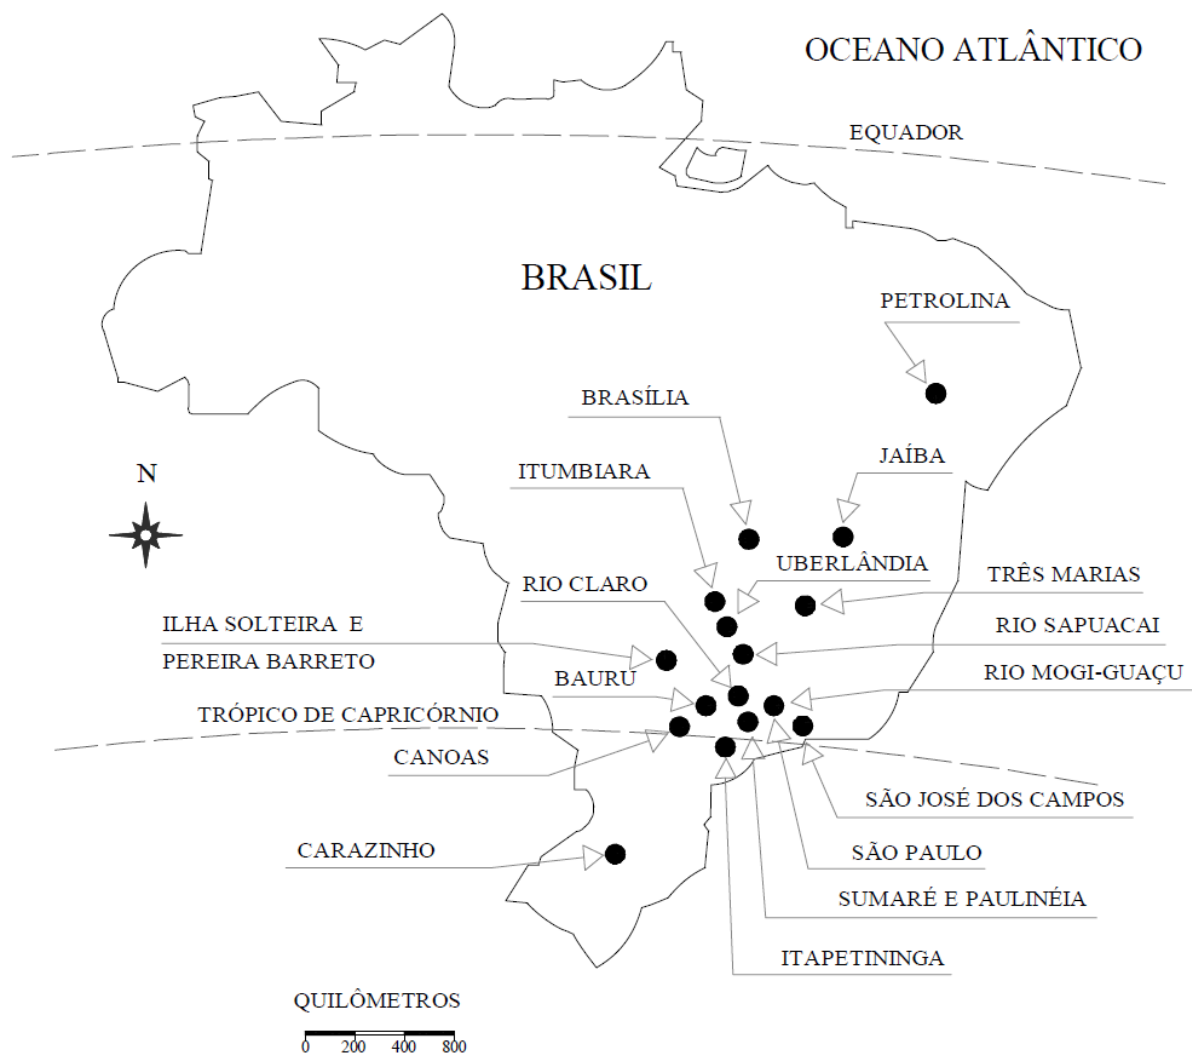 OCEANO ATLÂNTICO
EQUADOR
BRASIL
PETROLINA
BRASÍLIA
JAÍBA
ITUMBIARA
N
UBERLÂNDIA
TRÊS MARIAS
RIO CLARO
ILHA SOLTEIRA E
PEREIRA BARRETO
RIO SAPUACAI
BAURU
RIO MOGI-GUAÇU
TRÓPICO DE CAPRICÓRNIO
CANOAS
SÃO JOSÉ DOS CAMPOS
CARAZINHO
SÃO PAULO
SUMARÉ E PAULINÉIA
ITAPETININGA
QUILÔMETROS
0 200 400 800